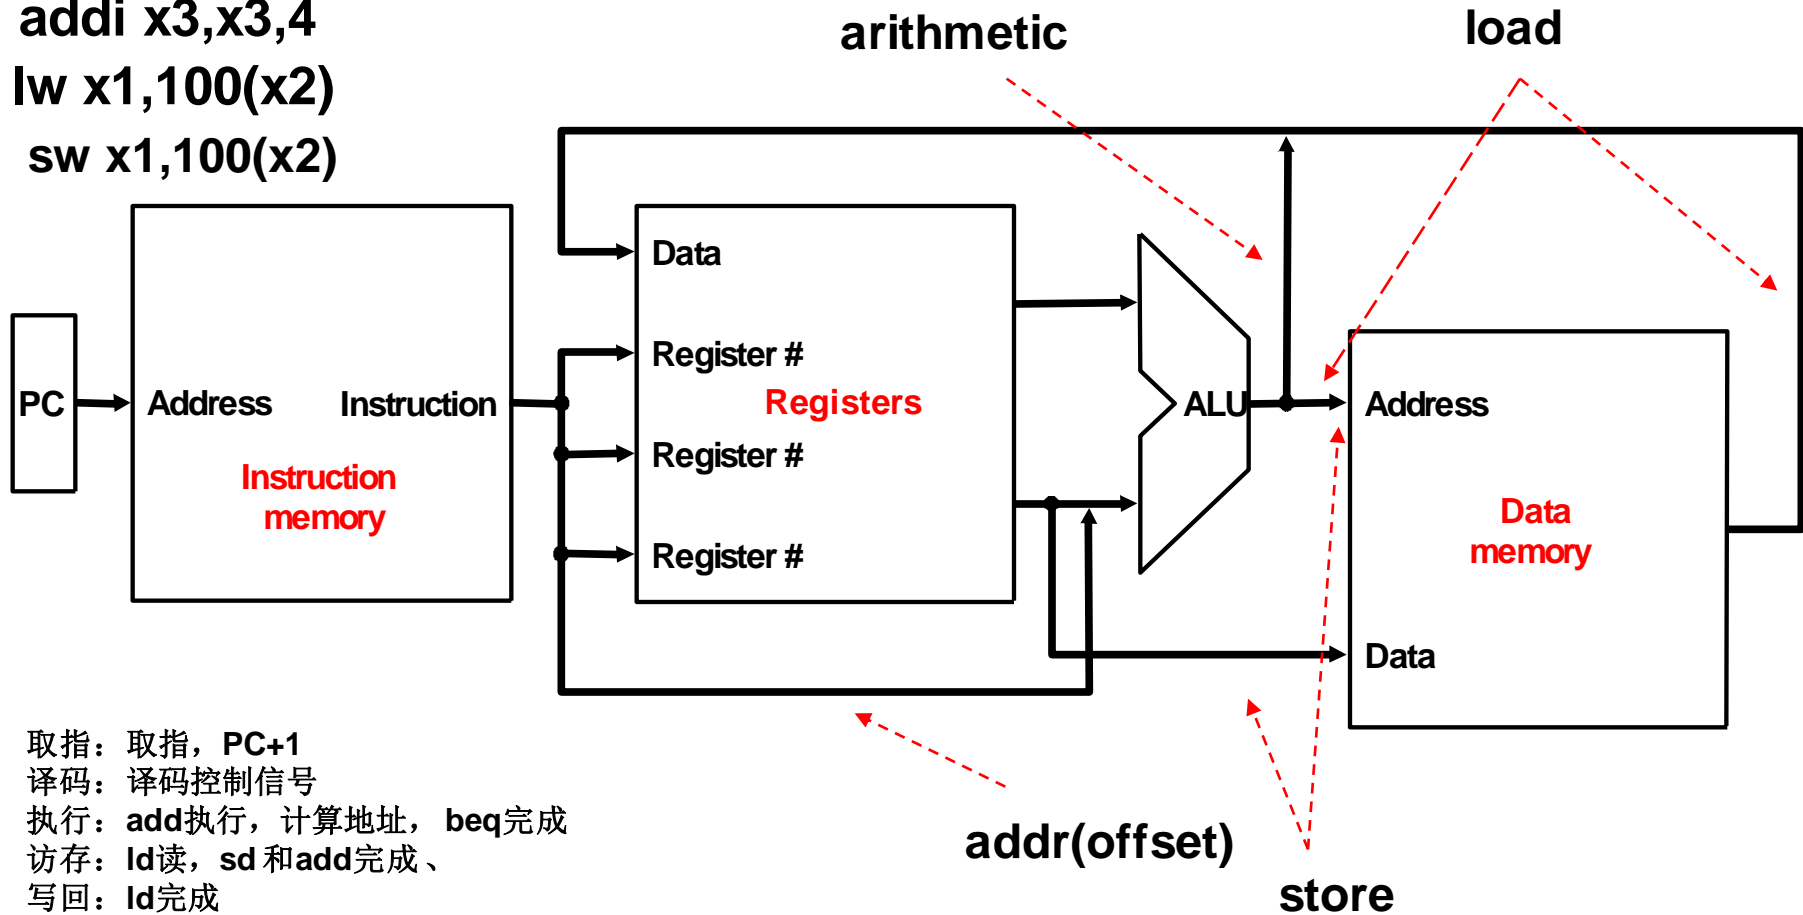 addi x3,x3,4
lw x1,100(x2)
sw x1,100(x2)
arithmetic
load
Data
Register #
Register #
Register #
Registers
PC
Address
Instruction
Instruction
memory
ALU
Address
Data
memory
Data
addr(offset)
store
取指：取指，PC+1
译码：译码控制信号
执行：add执行，计算地址， beq完成
访存：ld读，sd 和add完成 、
写回：ld完成